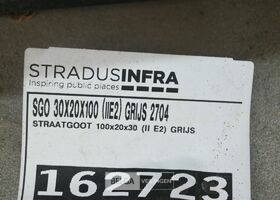 STRADUSINFRA
Inspiring public places
SGO 30X20X100 (IIE2) GRIJS 2704
STRAATGOOT 100x20x30 (II E2) GRIJS
162723